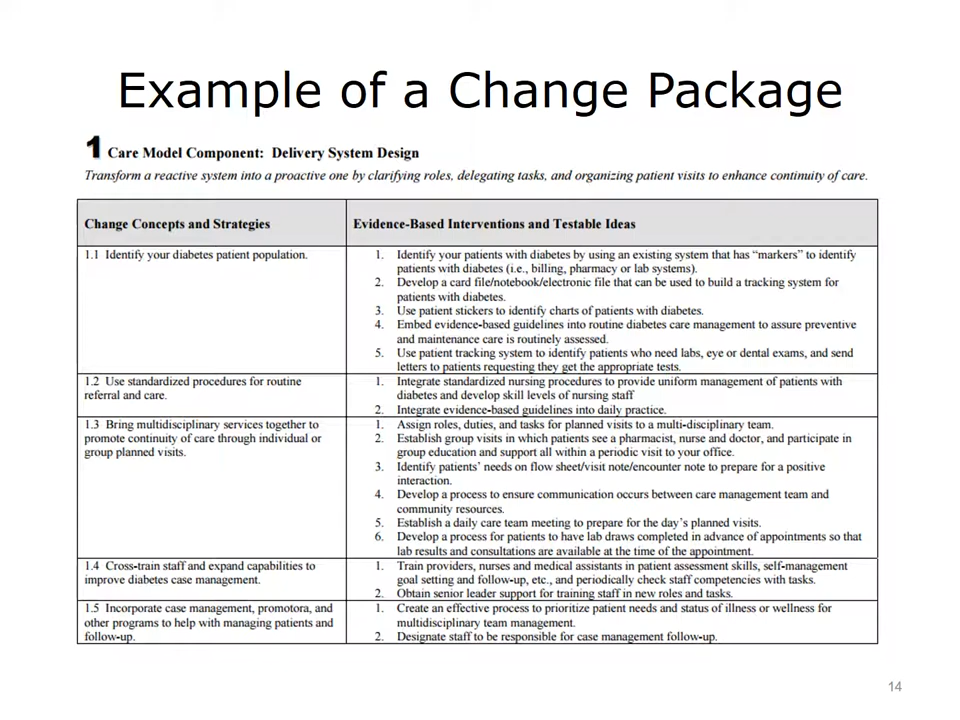 Example of a Change Package
1 Care Model Component: Delivery System Design
Transform a reactive system into a proactive one by clarifying roles, delegating tasks, and organizing patient visits to enhance continuity of care.
Change Concepts and Strategies
Evidence-Based Interventions and Testable Ideas
1.1 Identify your diabetes patient population.
1. Identify your patients with diabetes by using an existing system that has “markers” to identify
patients with diabetes (i.e., billing, pharmacy or lab systems).
2. Develop a card file/notebook/electronic file that can be used to build a tracking system for
patients with diabetes.
3. Use patient stickers to identify charts of patients with diabetes.
4. Embed evidence-based guidelines into routine diabetes care management to assure preventive
and maintenance care is routinely assessed.
5. Use patient tracking system to identify patients who need labs, eye or dental exams, and send
letters to patients requesting they get the appropriate tests.
1.2 Use standardized procedures for routine
referral and care.
1. Integrate standardized nursing procedures to provide uniform management of patients with
diabetes and develop skill levels of nursing staff
2. Integrate evidence-based guidelines into daily practice.
1.3 Bring multidisciplinary services together to
promote continuity of care through individual or
group planned visits.
1. Assign roles, duties, and tasks for planned visits to a multi-disciplinary team.
2. Establish group visits in which patients see a pharmacist, nurse and doctor, and participate in
group education and support all within a periodic visit to your office.
3. Identify patients’ needs on flow sheet/visit note/encounter note to prepare for a positive
interaction.
4. Develop a process to ensure communication occurs between care management team and
community resources.
5. Establish a daily care team meeting to prepare for the day’s planned visits.
6. Develop a process for patients to have lab draws completed in advance of appointments so that
lab results and consultations are available at the time of the appointment.
1.4 Cross-train staff and expand capabilities to
improve diabetes case management.
1. Train providers, nurses and medical assistants in patient assessment skills, self-management
goal setting and follow-up, etc., and periodically check staff competencies with tasks.
2. Obtain senior leader support for training staff in new roles and tasks.
1.5 Incorporate case management, promotora, and
other programs to help with managing patients and
follow-up.
1. Create an effective process to prioritize patient needs and status of illness or wellness for
multidisciplinary team management.
2. Designate staff to be responsible for case management follow-up.
14